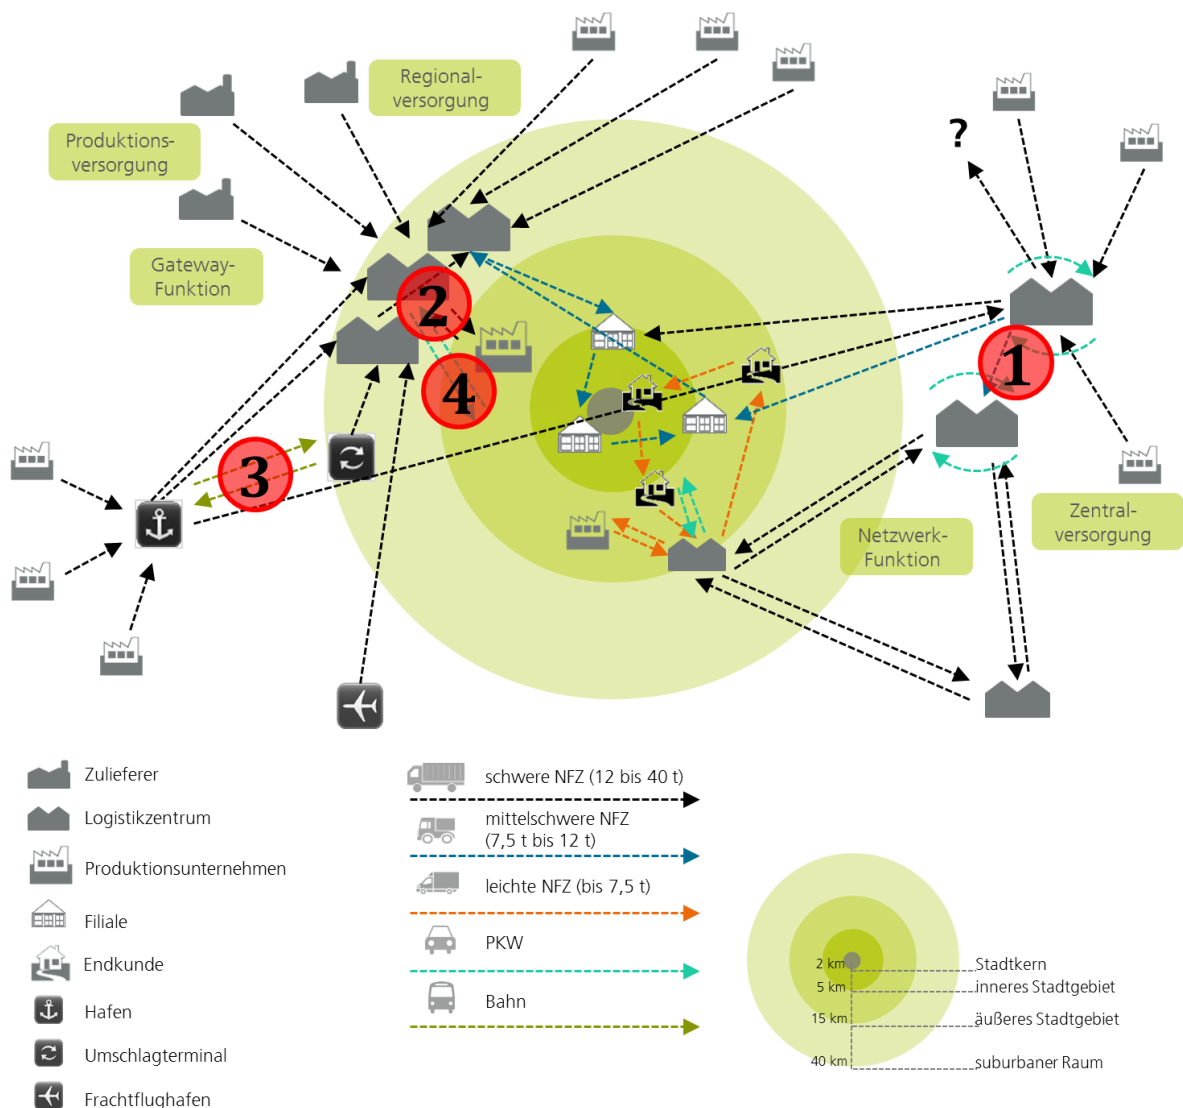 Regional-
versorgung
Produktions-
versorgung
?
Gateway-
Funktion
2
1
4
3
Netzwerk-
Funktion
Zentral-
versorgung
Zulieferer
Logistikzentrum
Produktionsunternehmen
Filiale
Endkunde
Hafen
Umschlagterminal
Frachtflughafen
schwere NFZ (12 bis 40 t)
mittelschwere NFZ
(7,5 t bis 12 t)
leichte NFZ (bis 7,5 t)
PKW
Bahn
2 km
Stadtkern
5 km
inneres Stadtgebiet
15 km
äußeres Stadtgebiet
40 km
suburbaner Raum